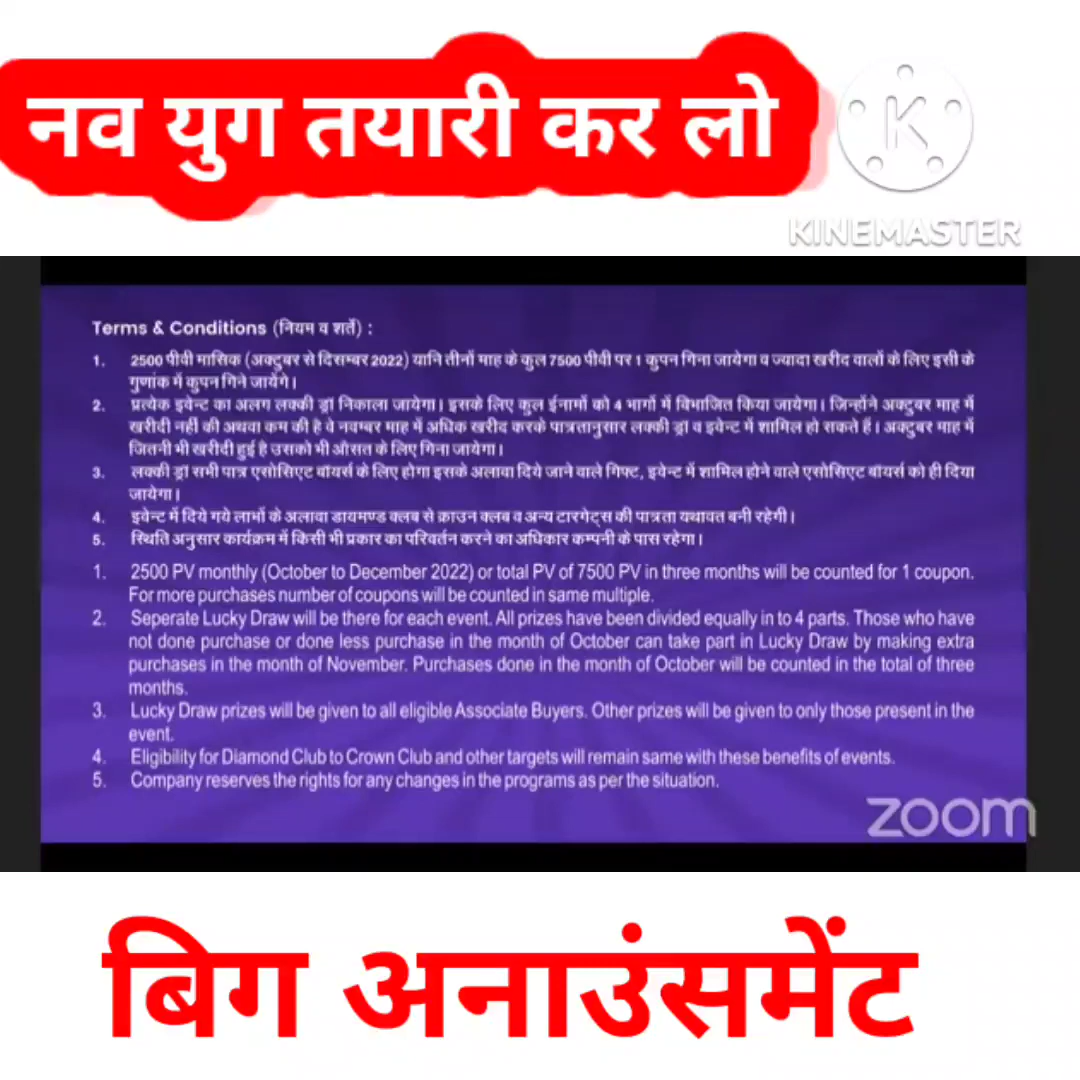 नव युग तयारी कर लो
K
KINEMASTER
Terms & Conditions (नियम व शर्ते) :
1. 2500 पीवी मासिक (अक्टुबर से दिसम्बर 2022) यानि तीनों माह के कुल 7500 पीवी पर 1 कुपन गिना जायेगा व ज्यादा खरीद वालों के लिए इसी के
गुणांक में कुपन गिने जायेंगे।
2. प्रत्येक इवेन्ट का अलग लक्की ड्रॉ निकाला जायेगा। इसके लिए कुल ईनामों को 4 भागों में विभाजित किया जायेगा। जिन्होंने अक्टुबर माह में
खरीदी नहीं की अथवा कम की है वे नवम्बर माह में अधिक खरीद करके पात्रतानुसार लक्की ड्रॉ व इवेन्ट में शामिल हो सकते हैं। अक्टुबर माह में
जितनी भी खरीदी हुई है उसको भी औसत के लिए गिना जायेगा।
3. लक्की ड्रॉ सभी पात्र एसोसिएट बॉयर्स के लिए होगा इसके अलावा दिये जाने वाले गिफ्ट, इवेन्ट में शामिल होने वाले एसोसिएट बॉयर्स को ही दिया
जायेगा।
4. इवेन्ट में दिये गये लाभों के अलावा डायमण्ड क्लब से क्राउन क्लब व अन्य टारगेट्स की पात्रता यथावत बनी रहेगी।
5. स्थिति अनुसार कार्यक्रम में किसी भी प्रकार का परिवर्तन करने का अधिकार कम्पनी के पास रहेगा।
1. 2500 PV monthly (October to December 2022) or total PV of 7500 PV in three months will be counted for 1 coupon.
For more purchases number of coupons will be counted in same multiple.
2. Seperate Lucky Draw will be there for each event. All prizes have been divided equally in to 4 parts. Those who have
not done purchase or done less purchase in the month of October can take part in Lucky Draw by making extra
purchases in the month of November. Purchases done in the month of October will be counted in the total of three
months.
3. Lucky Draw prizes will be given to all eligible Associate Buyers. Other prizes will be given to only those present in the
event.
4. Eligibility for Diamond Club to Crown Club and other targets will remain same with these benefits of events.
5. Company reserves the rights for any changes in the programs as per the situation.
zoom
बिग अनाउंसमेंट